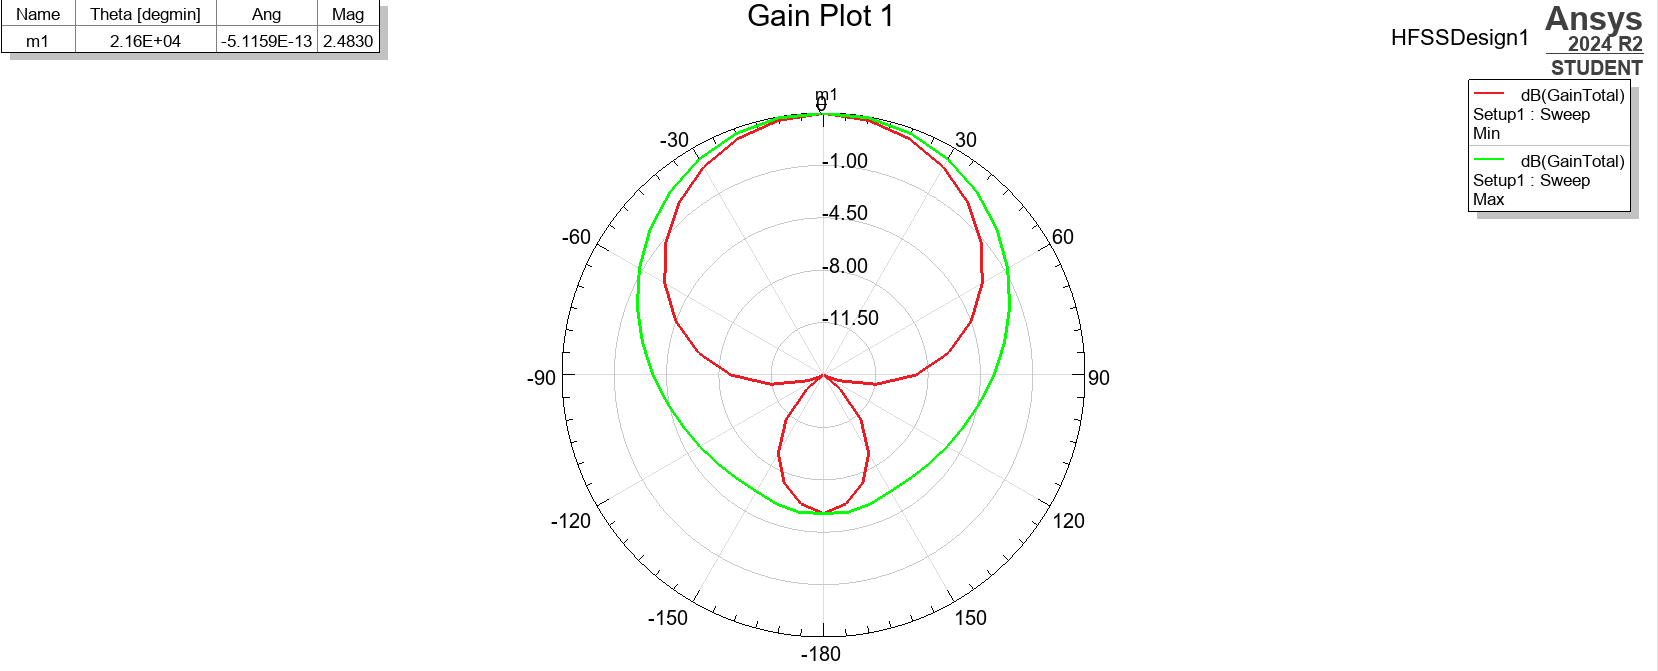 Name Theta [degmin] Ang Mag
m1 2.16E+04 -5.1159E-13 2.4830
Gain Plot 1
HFSSDesign1
Ansys
2024 R2
STUDENT
dB(GainTotal)
Setup1 : Sweep
Min
dB(GainTotal)
Setup1 : Sweep
Max
m1
0
-30
30
-1.00
-4.50
-60
60
-8.00
-11.50
-90
90
-120
120
-150
150
-180